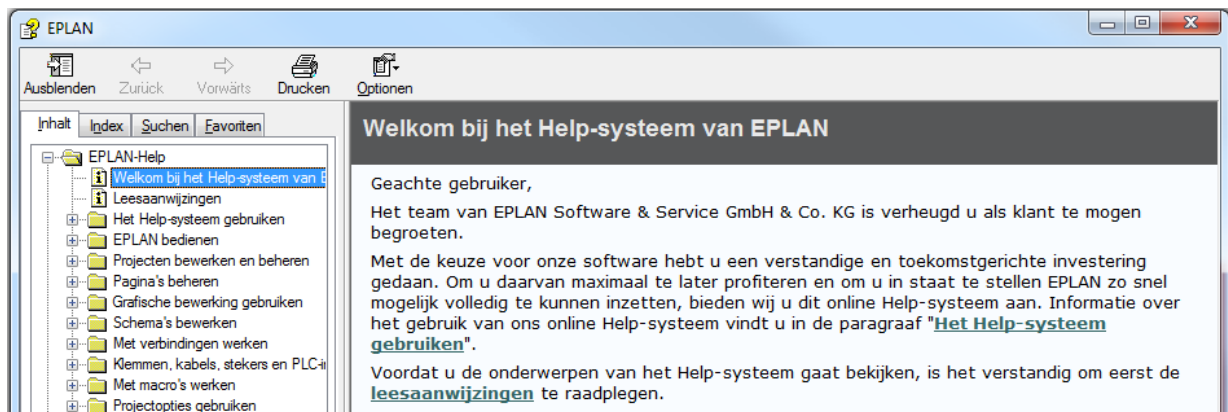 EPLAN
Ausblenden Zurück Vorwärts Drucken Optionen
Inhalt Index Suchen Favoriten
EPLAN-Help
Welkom bij het Help-systeem van
Leesaanwijzingen
Het Help-systeem gebruiken
EPLAN bedienen
Projecten bewerken en beheren
Pagina's beheren
Grafische bewerking gebruiken
Schema's bewerken
Met verbindingen werken
Klemmen, kabels, stekers en
Met macro's werken
Projectopties gebruiken
Welkom bij het Help-systeem van EPLAN
Geachte gebruiker,
Het team van EPLAN Software & Service GmbH & Co. KG is verheugd u als klant te mogen
begroeten.
Met de keuze voor onze software hebt u een verstandige en toekomstgerichte investering
gedaan. Om u daarvan maximaal te later profiteren en om u in staat te stellen EPLAN zo snel
mogelijk volledig te kunnen inzetten, bieden wij u dit online Help-systeem aan. Informatie over
het gebruik van ons online Help-systeem vindt u in de paragraaf "Het Help-systeem
gebruiken".
Voordat u de onderwerpen van het Help-systeem gaat bekijken, is het verstandig om eerst de
leesaanwijzingen te raadplegen.